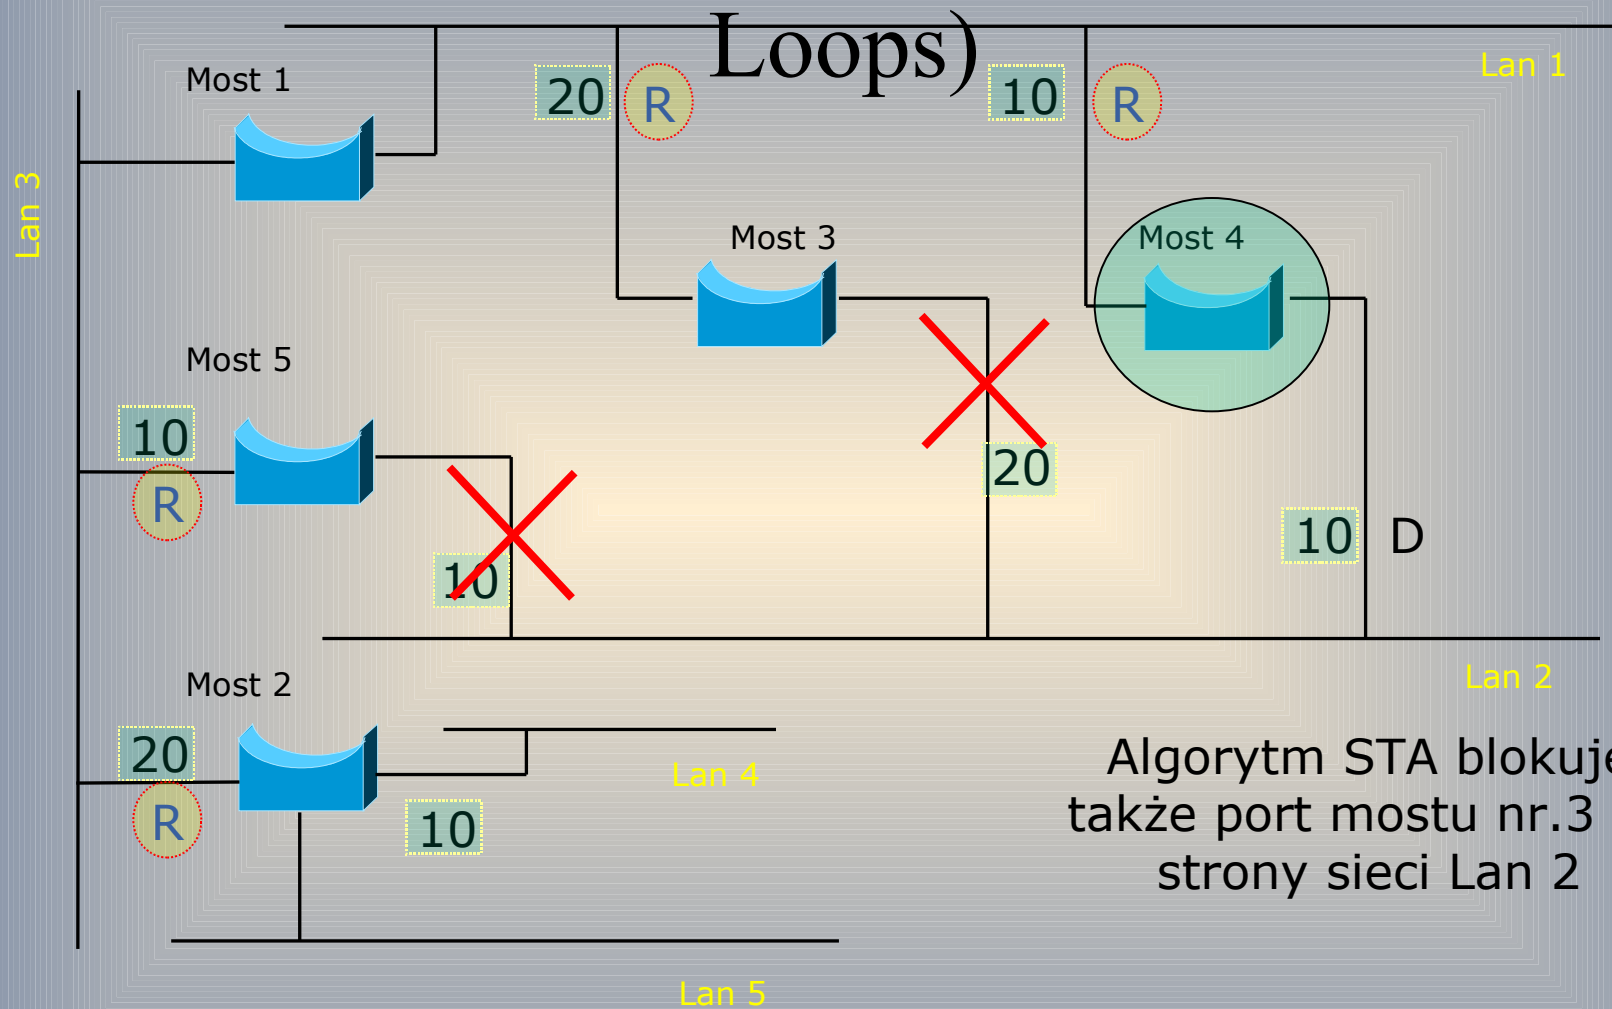 Loops)
Lan 1
Most 1
20
R
10
R
Lan 3
Most 3
Most 4
Most 5
10
R
20
10
10 D
Lan 2
Most 2
20
R
Lan 4
10
Algorytm STA blokuje
także port mostu nr.3
strony sieci Lan 2
Lan 5